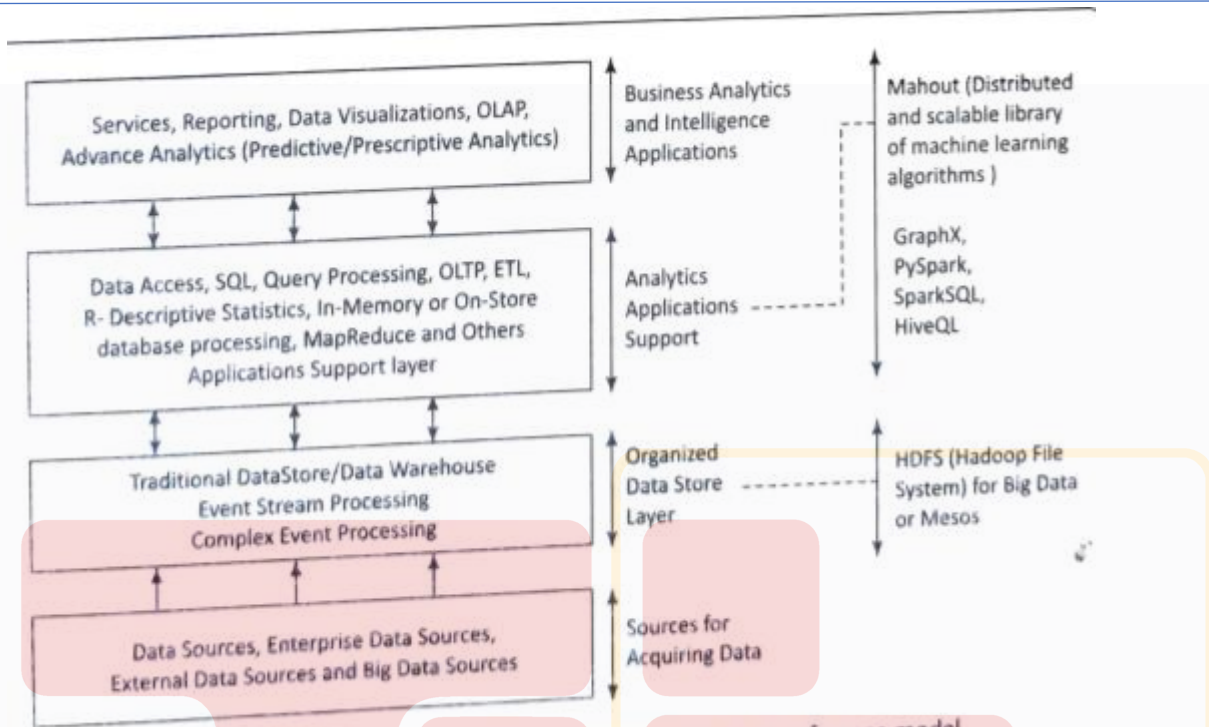 Services, Reporting, Data Visualizations, OLAP,
Advance Analytics (Predictive/Prescriptive Analytics)
Business Analytics
and Intelligence
Applications
Mahout (Distributed
and scalable library
of machine learning
algorithms )
GraphX,
PySpark,
SparkSQL,
HiveQL
Data Access, SQL, Query Processing, OLTP, ETL,
R- Descriptive Statistics, In-Memory or On-Store
database processing, MapReduce and Others
Applications Support layer
Analytics
Applications
Support
Traditional DataStore/Data Warehouse
Event Stream Processing
Complex Event Processing
Organized
Data Store
Layer
HDFS (Hadoop File
System) for Big Data
or Mesos
Data Sources, Enterprise Data Sources,
External Data Sources and Big Data Sources
Sources for
Acquiring Data
model